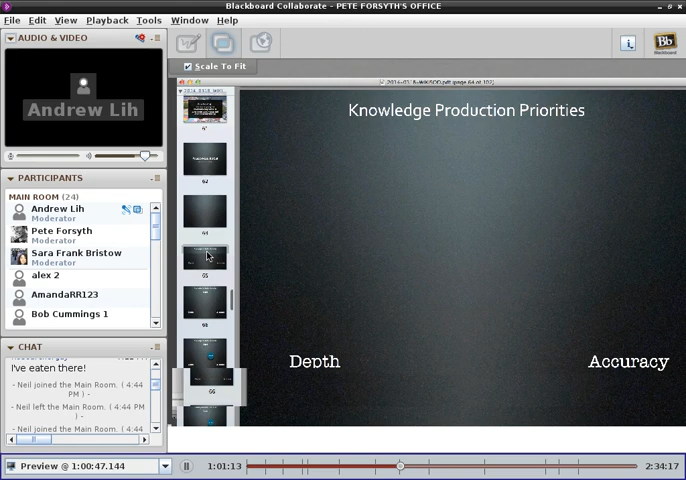 Blackboard Collaborate - PETE FORSYTH'S OFFICE
File Edit View Playback Tools Window Help
AUDIO & VIDEO
Andrew Lih
Scale To Fit
Bb
PARTICIPANTS
MAIN ROOM (24)
Andrew Lih
Moderator
Pete Forsyth
Moderator
Sara Frank Bristow
Moderator
alex 2
AmandaRR123
Bob Cummings 1
CHAT
I've eaten there!
- Neil joined the Main Room. ( 4:44
PM ) -
- Neil left the Main Room. ( 4:44
PM ) -
- Neil joined the Main Room. ( 4:44
Knowledge Production Priorities
Depth
Accuracy
Preview @ 1:00:47.144
1:01:13
2:34:17